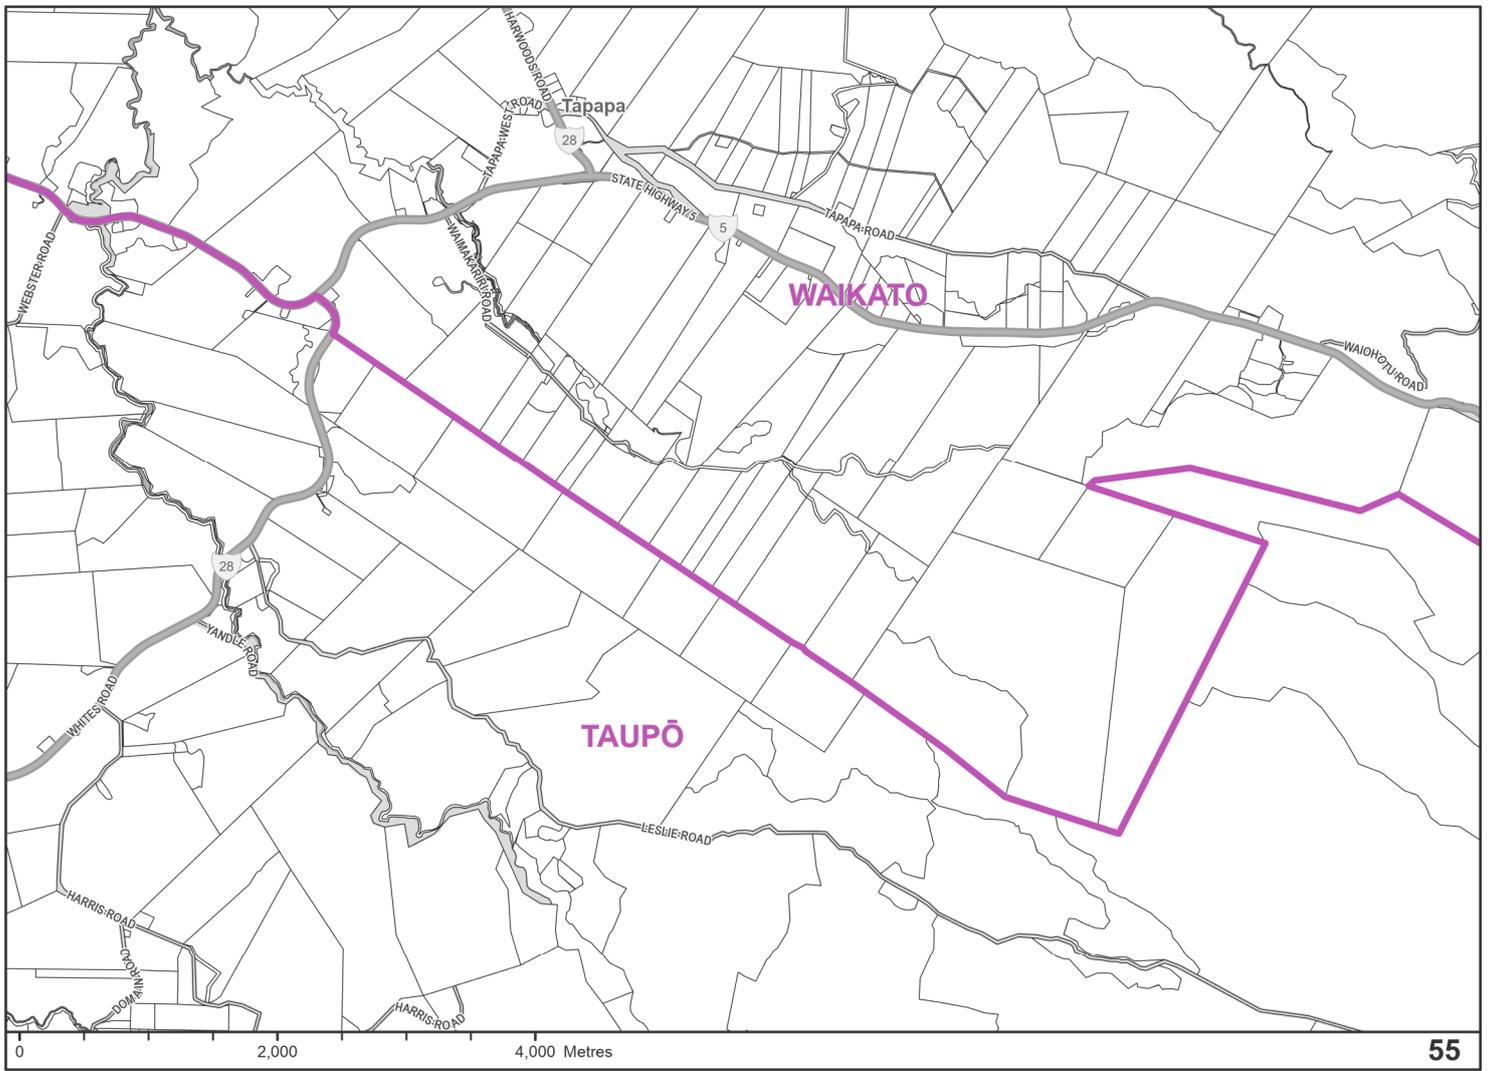 HARWOODS ROAD
Tapapa
TAPAPA WEST ROAD
28
STATE HIGHWAY 5
5
TAPAPA ROAD
WEBSTER ROAD
WAIMAKARIRI ROAD
WAIKATO
WAIOHOTU ROAD
28
YANDLE ROAD
WHITES ROAD
TAUPŌ
LESLIE ROAD
HARRIS ROAD
DOMAIN ROAD
HARRIS ROAD
0 2,000 4,000 Metres
55